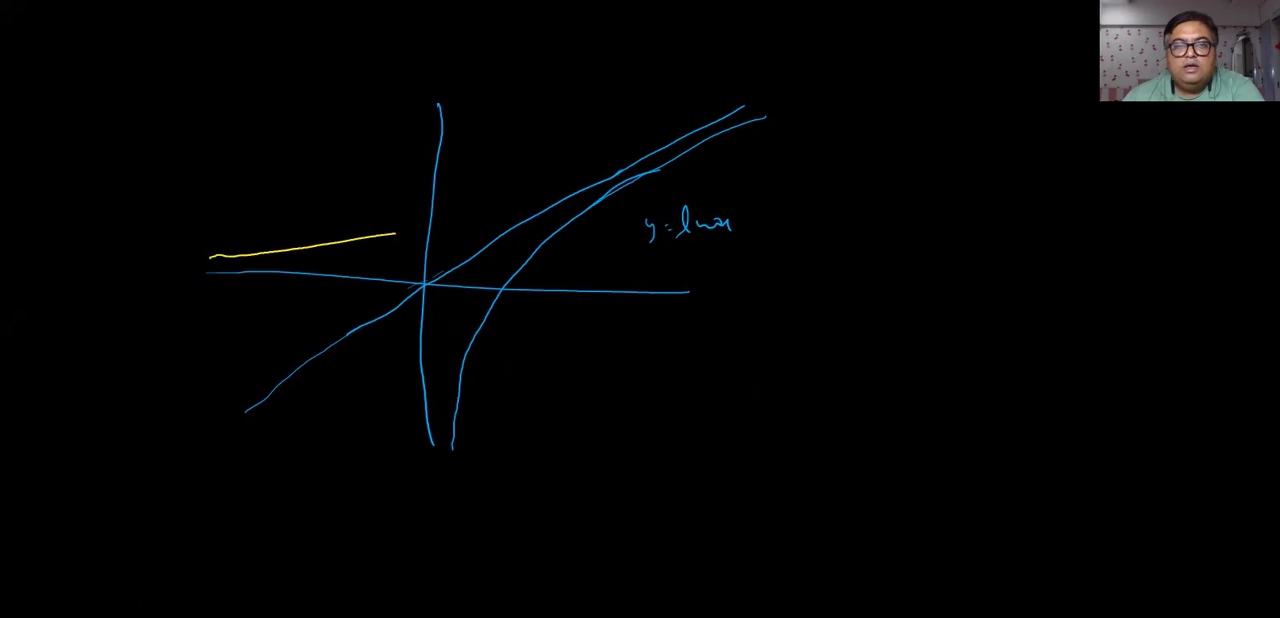 y = ln x